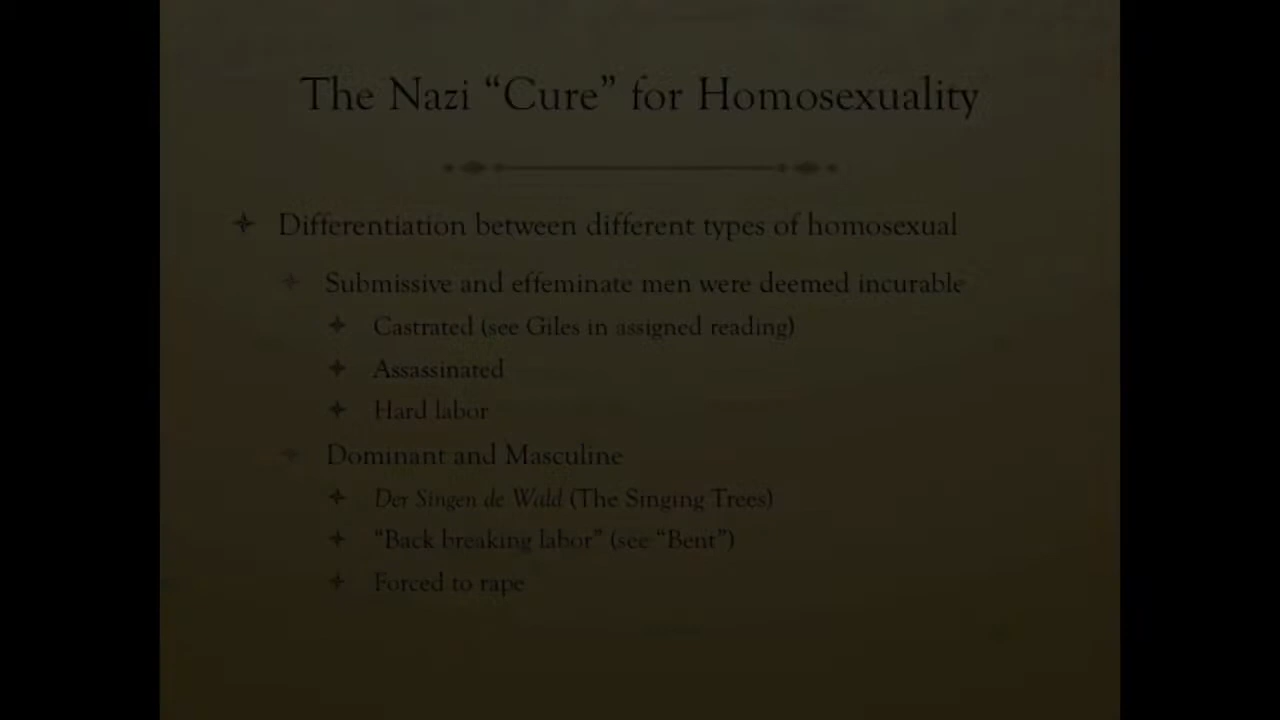 The Nazi “Cure” for Homosexuality
Differentiation between different types of homosexual
Submissive and effeminate men were deemed incurable
Castrated (see Giles in assigned reading)
Assassinated
Hard labor
Dominant and Masculine
Der Singen de Wald (The Singing Trees)
“Back breaking labor” (see “Bent”)
Forced to rape